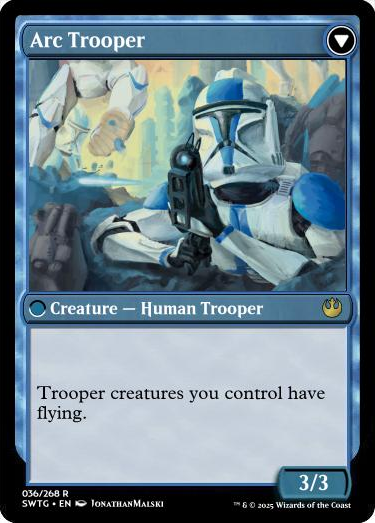 Arc Trooper
Creature — Human Trooper
Trooper creatures you control have
flying.
3/3
036/268 R
SWTG • EN JonathanMalski
™ & © 2025 Wizards of the Coast